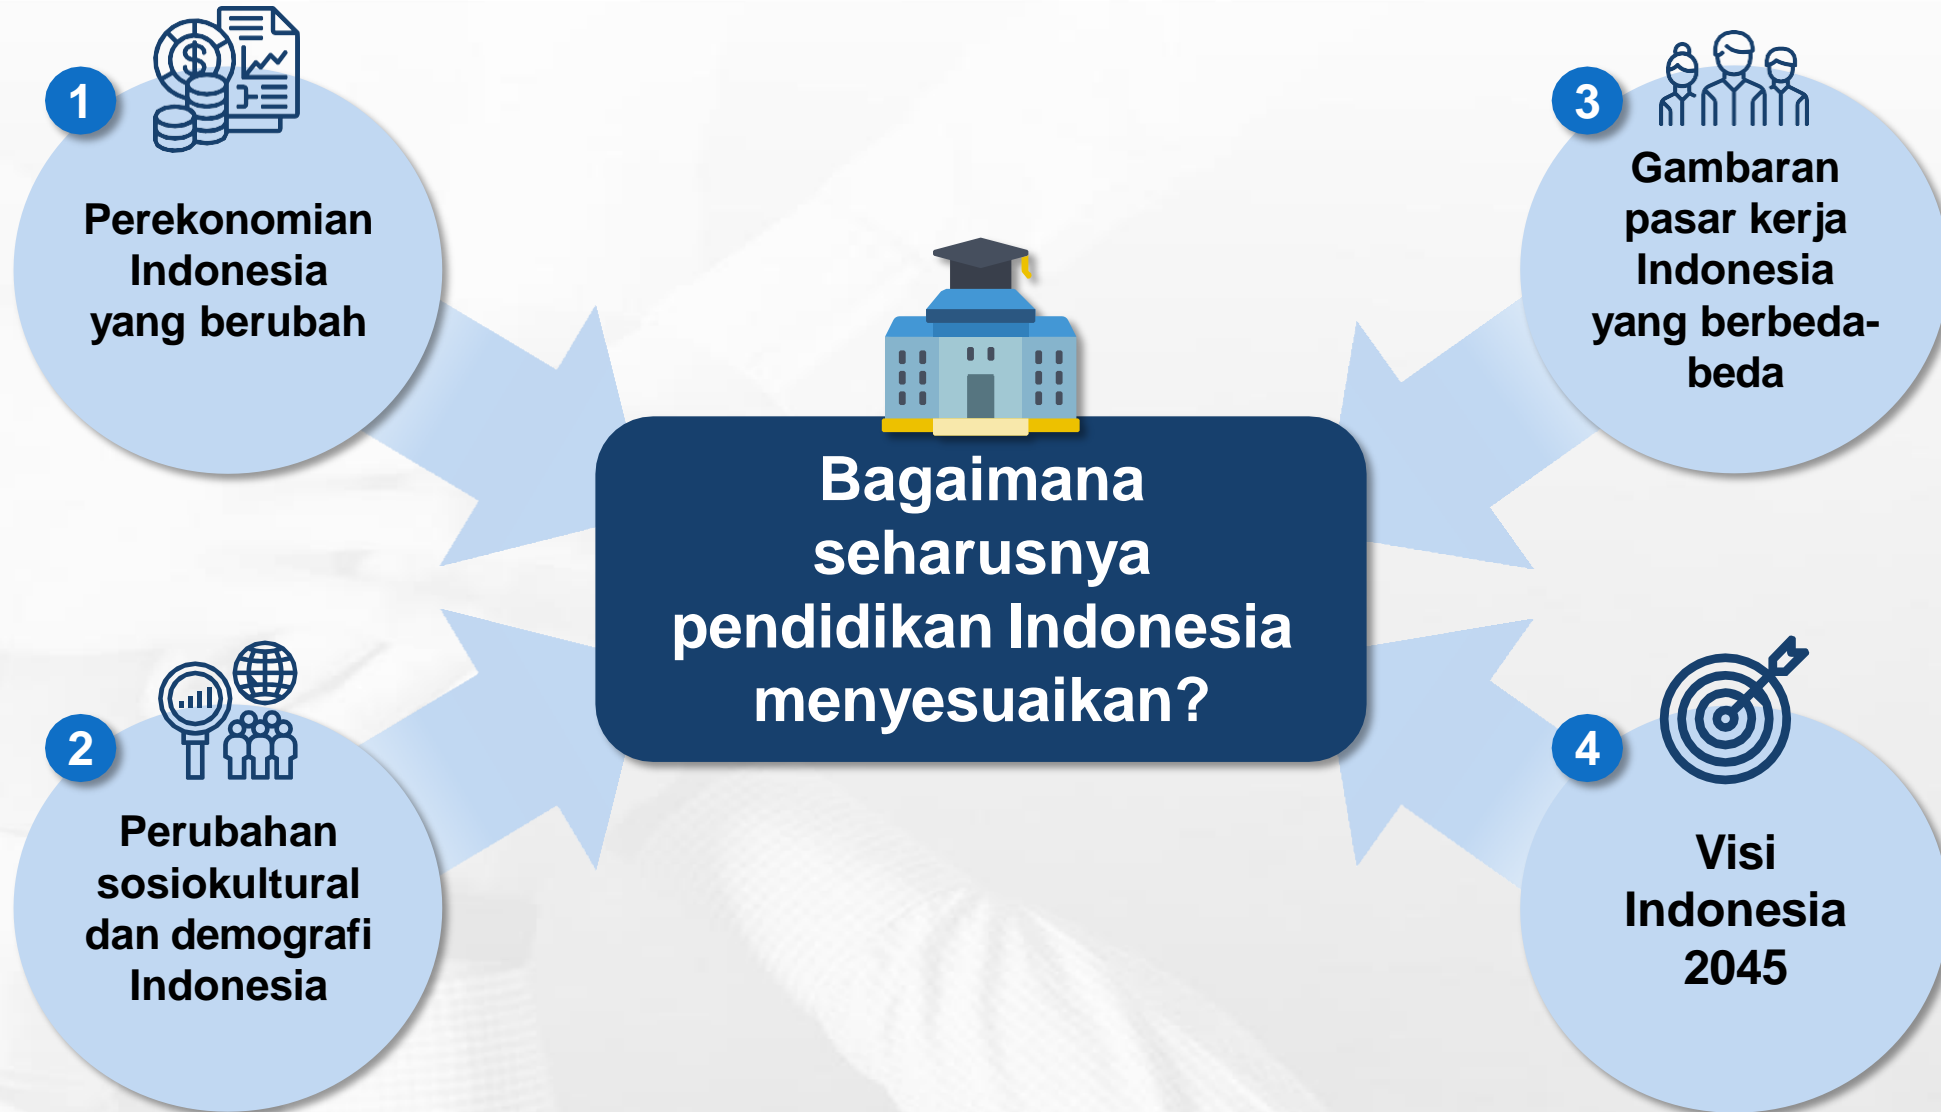 1
Perekonomian
Indonesia
yang berubah
2
Perubahan
sosiokultural
dan demografi
Indonesia
Bagaimana
seharusnya
pendidikan Indonesia
menyesuaikan?
3
Gambaran
pasar kerja
Indonesia
yang berbeda-
beda
4
Visi
Indonesia
2045